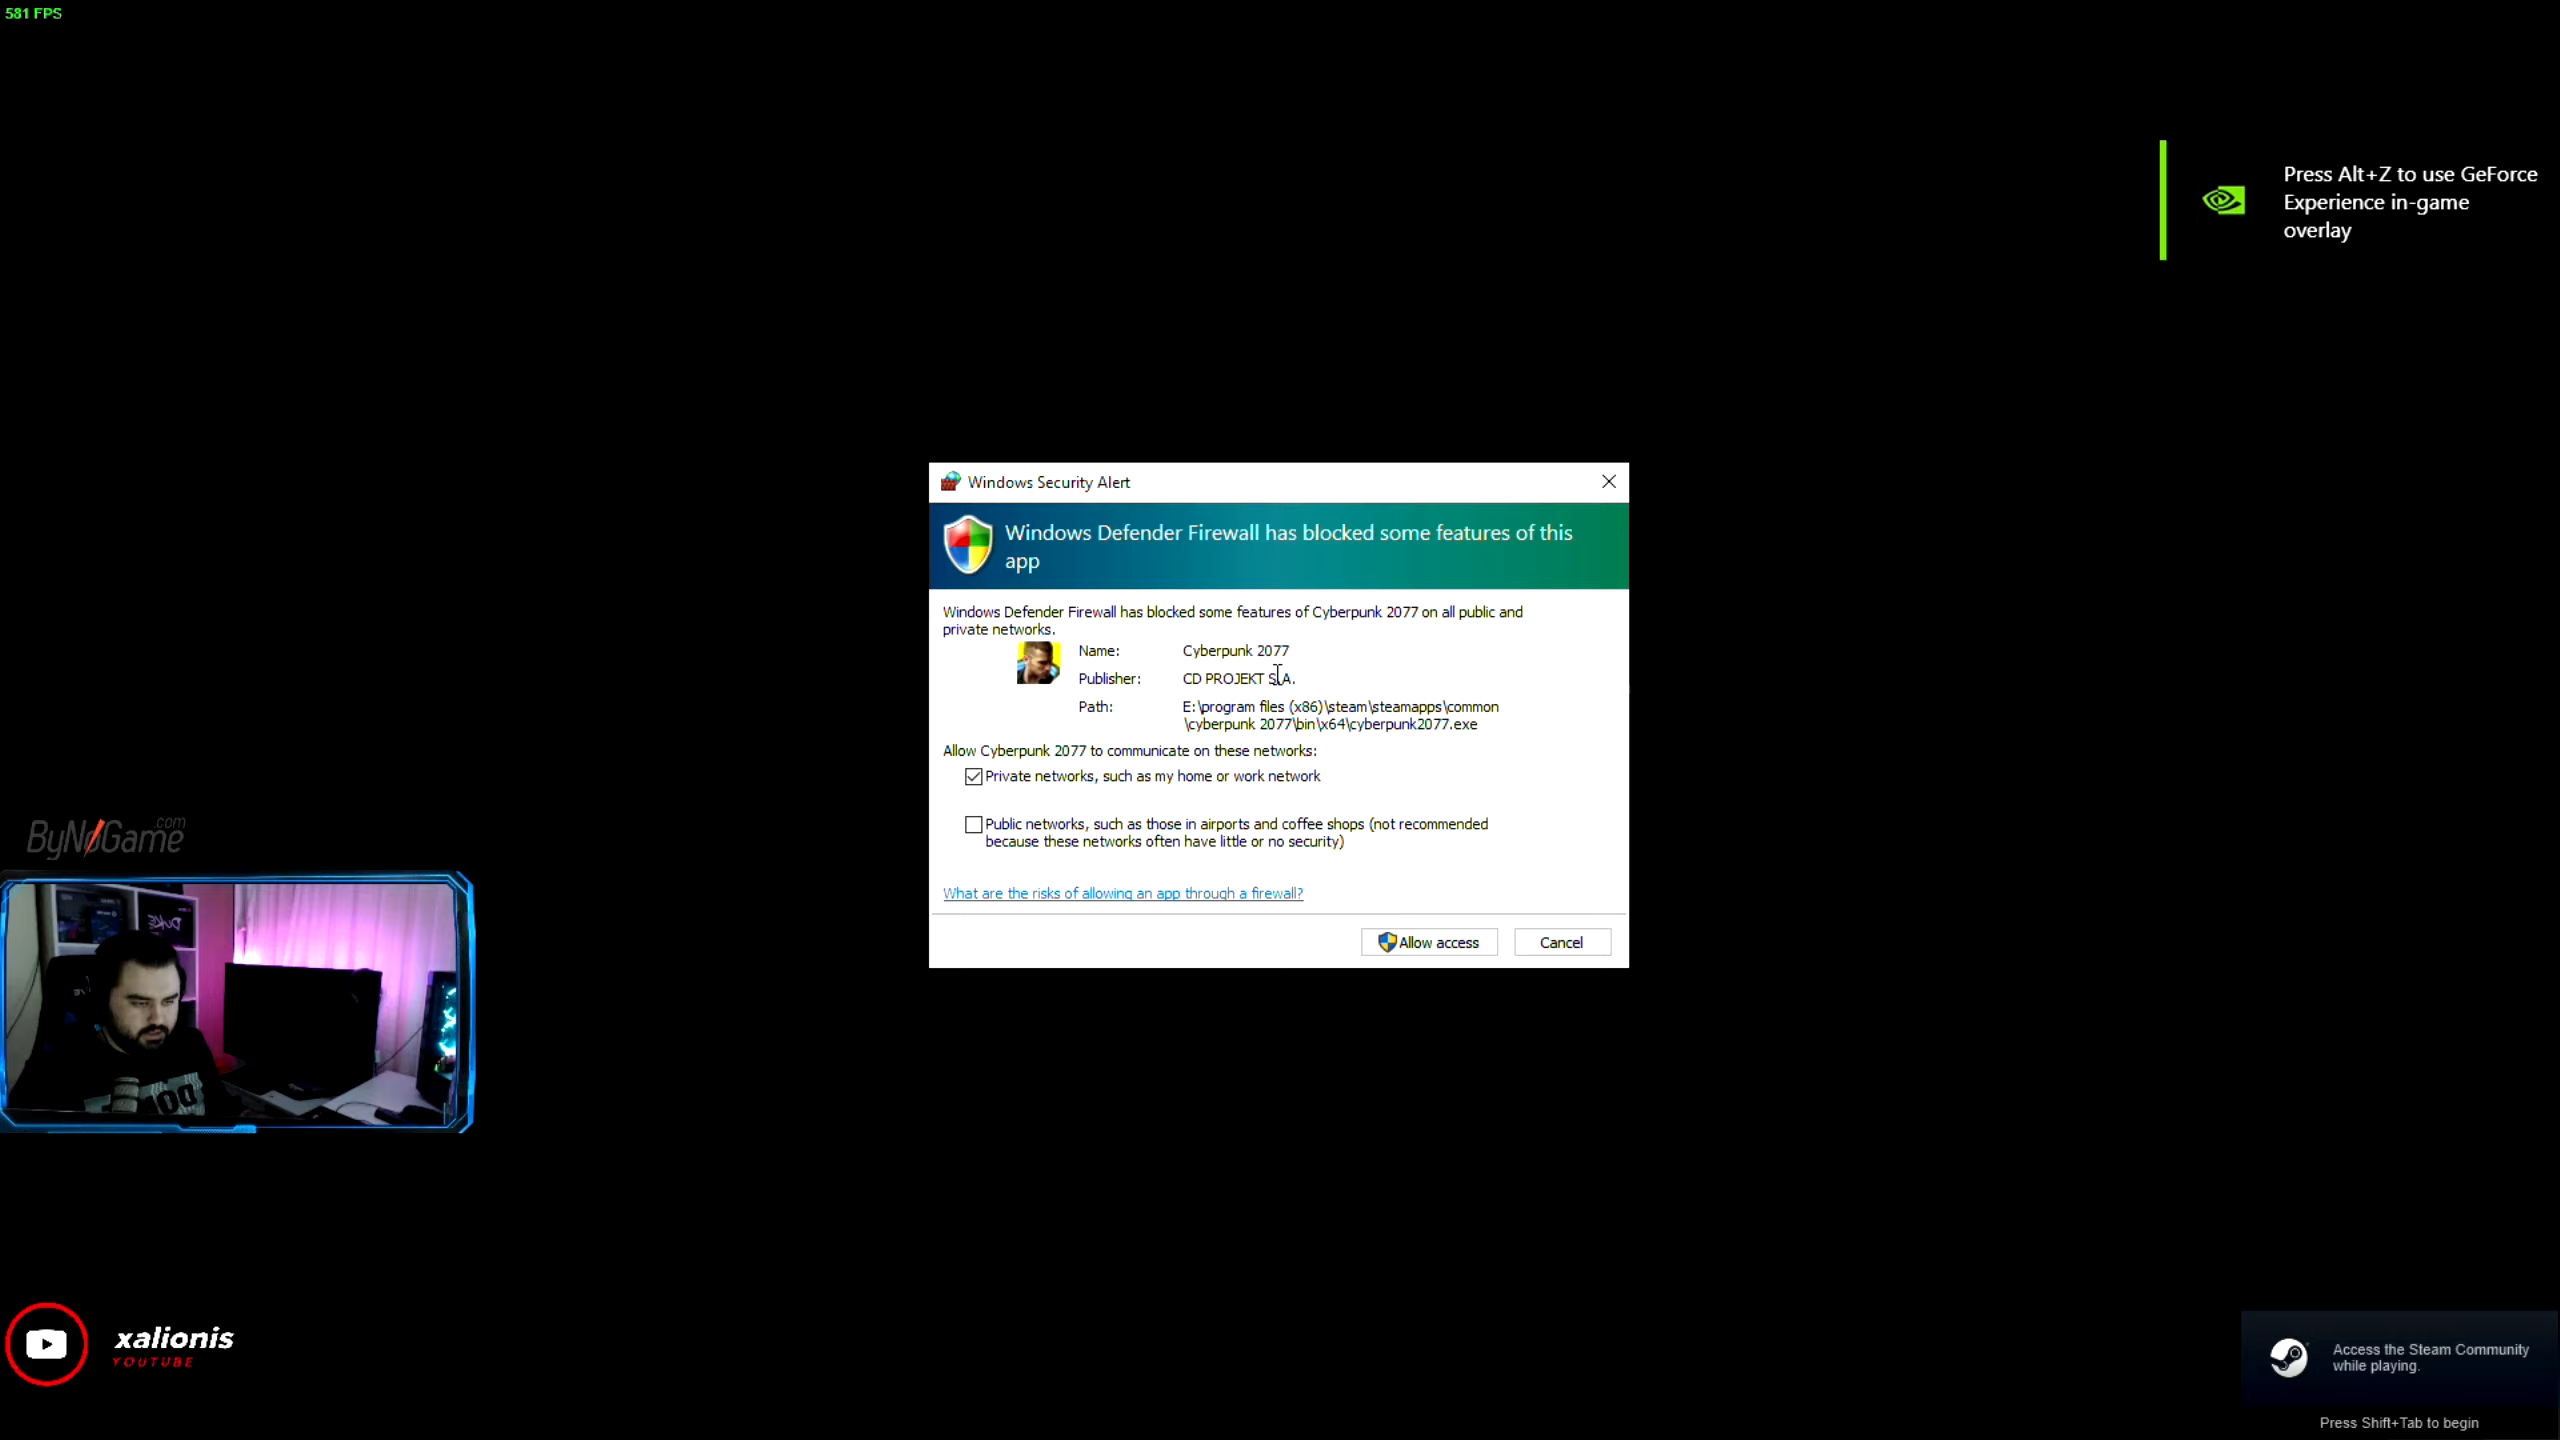 581 FPS
Press Alt+Z to use GeForce
Experience in-game
overlay
Windows Security Alert
Windows Defender Firewall has blocked some features of this
app
Windows Defender Firewall has blocked some features of Cyberpunk 2077 on all public and
private networks.
Name: Cyberpunk 2077
Publisher: CD PROJEKT S.A.
Path: E:\program files (x86)\steam\steamapps\common
\cyberpunk 2077\bin\x64\cyberpunk2077.exe
Allow Cyberpunk 2077 to communicate on these networks:
Private networks, such as my home or work network
Public networks, such as those in airports and coffee shops (not recommended
because these networks often have little or no security)
What are the risks of allowing an app through a firewall?
Allow access Cancel
ByNoGame.com
xalionis
YOUTUBE
Access the Steam Community
while playing.
Press Shift+Tab to begin